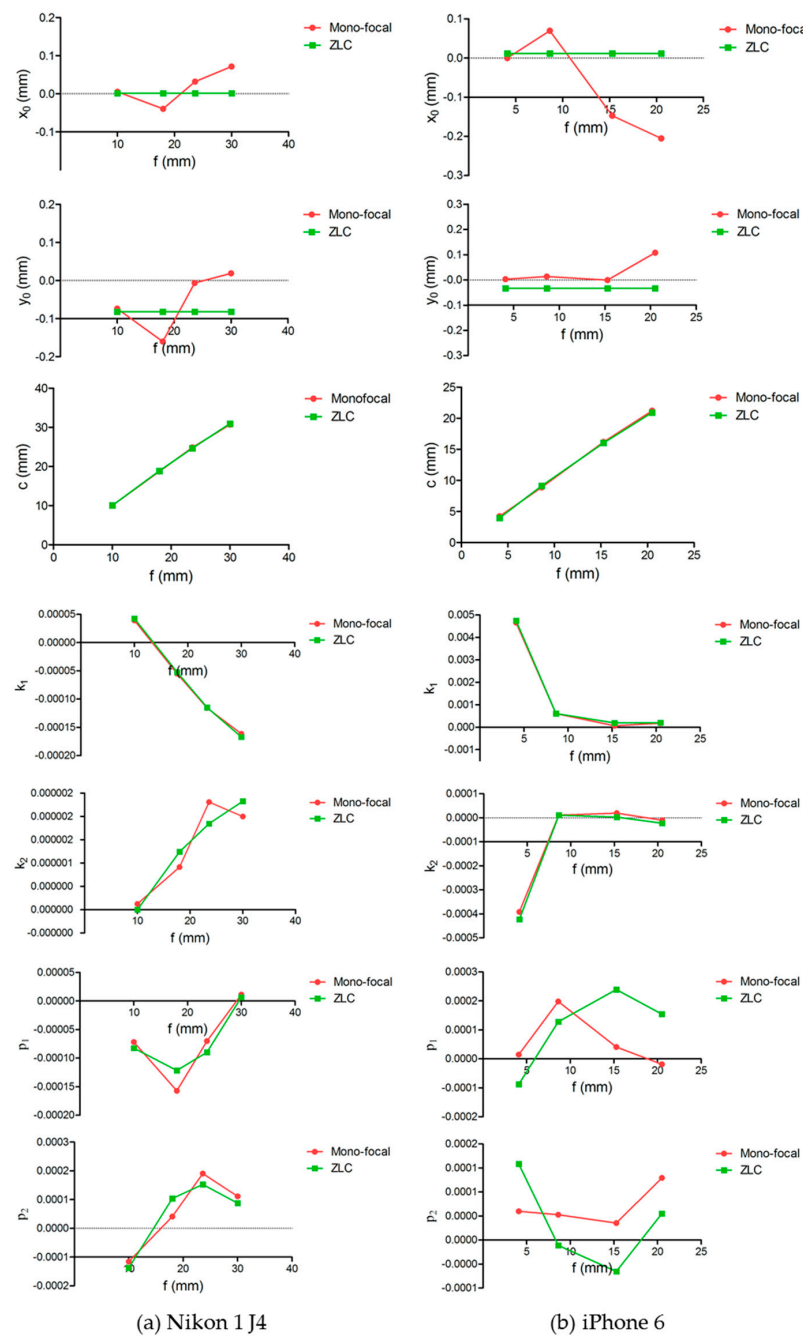 0.2
0.1
0.0
-0.1
x0 (mm)
10
20
30
40
f (mm)
Mono-focal
ZLC
0.1
0.0
-0.1
-0.2
-0.3
x0 (mm)
5
10
15
20
25
f (mm)
Mono-focal
ZLC
0.2
0.1
0.0
-0.1
-0.2
y0 (mm)
10
20
30
40
f (mm)
Mono-focal
ZLC
0.3
0.2
0.1
-0.0
-0.1
-0.2
-0.3
y0 (mm)
5
10
15
20
25
f (mm)
Mono-focal
ZLC
40
30
20
10
0
c (mm)
0
10
20
30
40
f (mm)
Monofocal
ZLC
25
20
15
10
5
0
c (mm)
0
5
10
15
20
25
f (mm)
Mono-focal
ZLC
0.00005
0.00000
-0.00005
-0.00010
-0.00015
-0.00020
k1
10
20
30
40
f (mm)
Mono-focal
ZLC
0.005
0.004
0.003
0.002
0.001
0.000
-0.001
k1
5
10
15
20
25
f (mm)
Mono-focal
ZLC
0.000002
0.000002
0.000001
0.000000
0.000000
-0.000000
k2
10
20
30
40
f (mm)
Mono-focal
ZLC
0.0001
0.0000
-0.0001
-0.0002
-0.0003
-0.0004
-0.0005
k2
5
10
15
20
25
f (mm)
Mono-focal
ZLC
0.00005
0.00000
-0.00005
-0.00010
-0.00015
-0.00020
p1
10
20
30
40
f (mm)
Mono-focal
ZLC
0.0003
0.0002
0.0001
0.0000
-0.0001
-0.0002
p1
5
10
15
20
25
f (mm)
Mono-focal
ZLC
0.0003
0.0002
0.0001
0.0000
-0.0001
-0.0002
p2
10
20
30
40
f (mm)
Mono-focal
ZLC
0.0002
0.0001
0.0001
0.0000
-0.0000
-0.0001
p2
5
10
15
20
25
f (mm)
Mono-focal
ZLC
(a) Nikon 1 J4
(b) iPhone 6